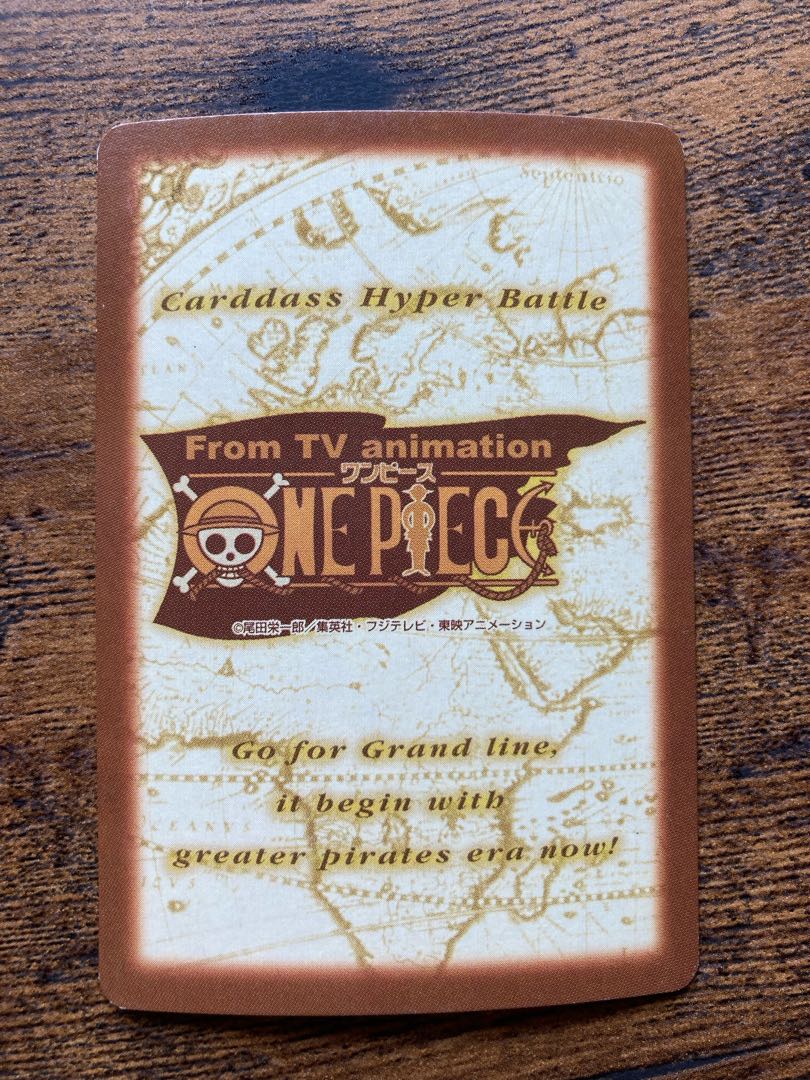 Septentrio
Carddass Hyper Battle
From TV animation
ワンピース
ONE PIECE
©尾田栄一郎／集英社・フジテレビ・東映アニメーション
Go for Grand line,
it begin with
greater pirates era now!